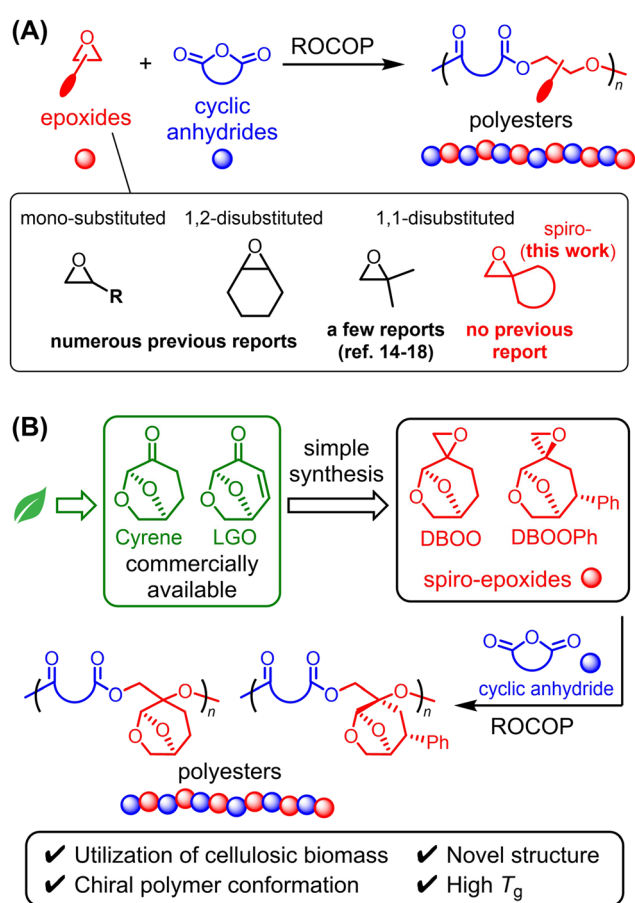 (A)
O
epoxides
+
O O O
cyclic
anhydrides
ROCOP
O O
O
O
n
polyesters
mono-substituted
1,2-disubstituted
1,1-disubstituted
spiro-
(this work)
O
R
O
O
O
numerous previous reports
a few reports
(ref. 14-18)
no previous
report
(B)
O
O
O
Cyrene
O
O
O
LGO
commercially
available
simple
synthesis
O
O
O
DBOO
O
O
O
Ph
DBOOPh
spiro-epoxides
O O O
cyclic anhydride
ROCOP
O O
O
O
n
O
O
O O
O
O
n
O
O
Ph
polyesters
✔ Utilization of cellulosic biomass
✔ Novel structure
✔ Chiral polymer conformation
✔ High Tg